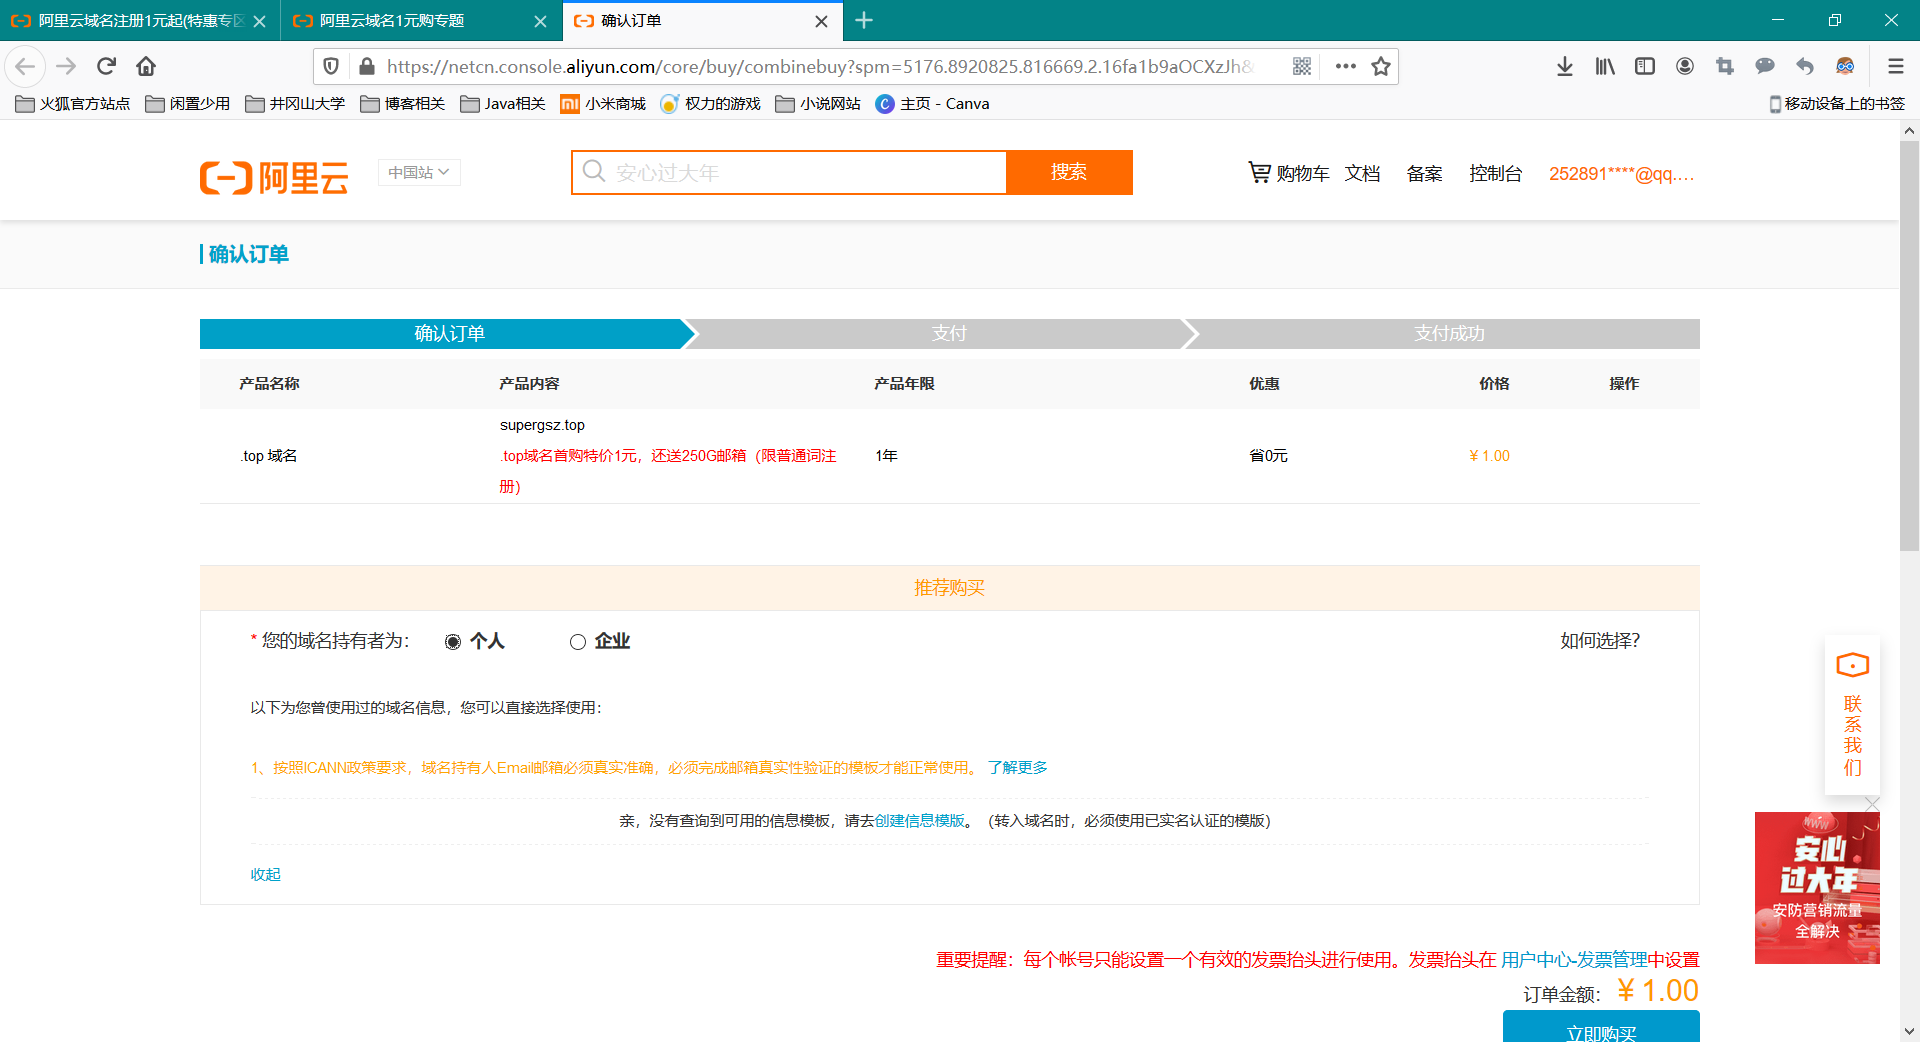 阿里云域名注册1元起(特惠专区
阿里云域名1元购专题
确认订单
https://netcn.console.aliyun.com/core/buy/combinebuy?spm=5176.8920825.816669.2.16fa1b9aOCXzJh&
火狐官方站点 闲置少用 井冈山大学 博客相关 Java相关 小米商城 权力的游戏 小说网站 主页 - Canva 移动设备上的书签
阿里云 中国站 安心过大年 搜索 购物车 文档 备案 控制台 252891****@qq....
确认订单
确认订单 支付 支付成功
产品名称 产品内容 产品年限 优惠 价格 操作
supergsz.top
.top 域名 .top域名首购特价1元，还送250G邮箱（限普通词注 1年 省0元 ¥ 1.00
册）
推荐购买
* 您的域名持有者为： 个人 企业 如何选择?
以下为您曾使用过的域名信息，您可以直接选择使用：
1、按照ICANN政策要求，域名持有人Email邮箱必须真实准确，必须完成邮箱真实性验证的模板才能正常使用。 了解更多
亲，没有查询到可用的信息模板，请去创建信息模版。（转入域名时，必须使用已实名认证的模版）
收起
联
系
我
们
www
安心
过大年
安防营销流量
全解决
重要提醒：每个帐号只能设置一个有效的发票抬头进行使用。发票抬头在 用户中心-发票管理中设置
订单金额： ¥ 1.00
立即购买